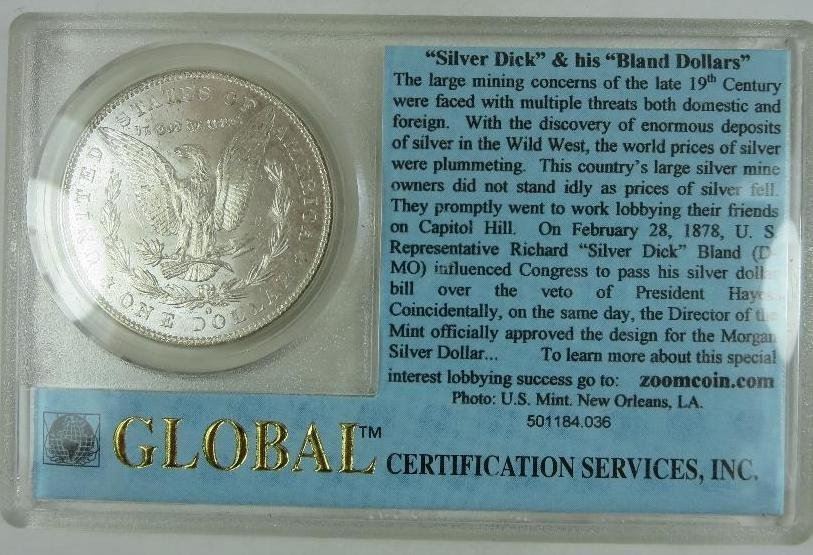 UNITED STATES OF AMERICA
In God We Trust
ONE DOLLAR
O
"Silver Dick" & his "Bland Dollars"
The large mining concerns of the late 19th Century
were faced with multiple threats both domestic and
foreign. With the discovery of enormous deposits
of silver in the Wild West, the world prices of silver
were plummeting. This country's large silver mine
owners did not stand idly as prices of silver fell.
They promptly went to work lobbying their friends
on Capitol Hill. On February 28, 1878, U. S
Representative Richard "Silver Dick" Bland (D-
MO) influenced Congress to pass his silver dollar
bill over the veto of President Hayes.
Coincidentally, on the same day, the Director of the
Mint officially approved the design for the Morgan
Silver Dollar... To learn more about this special
interest lobbying success go to: zoomcoin.com
Photo: U.S. Mint. New Orleans, LA.
501184.036
GLOBAL™ CERTIFICATION SERVICES, INC.